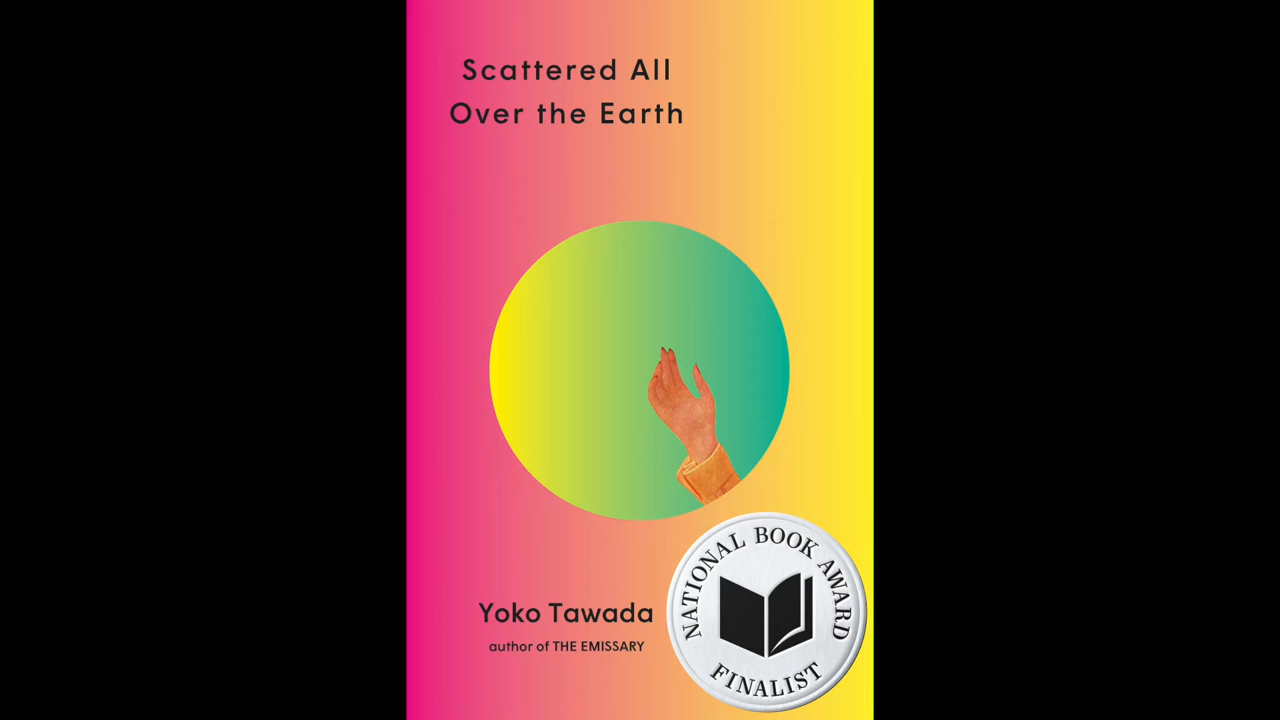 Scattered All
Over the Earth
Yoko Tawada
author of THE EMISSARY
NATIONAL BOOK AWARD
FINALIST